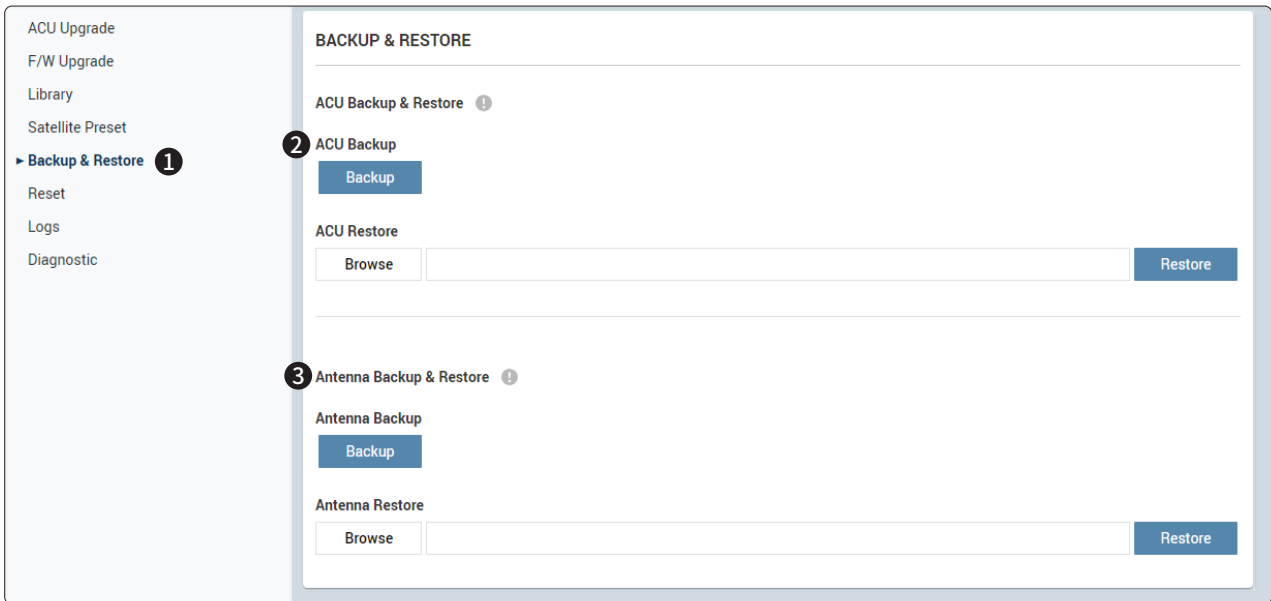 ACU Upgrade
F/W Upgrade
Library
Satellite Preset
Backup & Restore 1
Reset
Logs
Diagnostic
BACKUP & RESTORE
ACU Backup & Restore !
2 ACU Backup
Backup
ACU Restore
Browse Restore
3 Antenna Backup & Restore !
Antenna Backup
Backup
Antenna Restore
Browse Restore